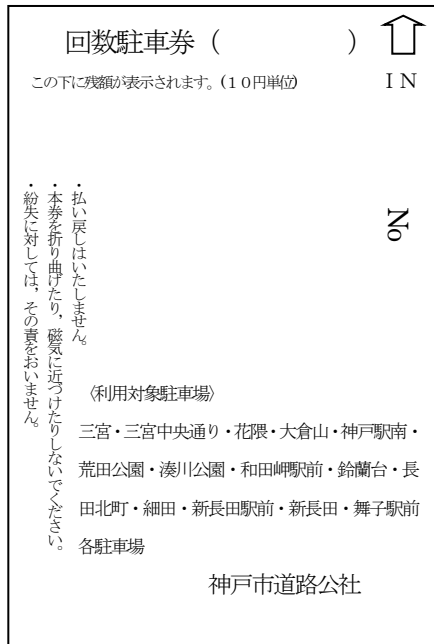 回数駐車券（　　　　　）
IN
この下に残額が表示されます。(１０円単位)
No
・払い戻しはいたしません。
・本券を折り曲げたり，磁気に近づけたりしないでください。
・紛失に対しては，その責をおいません。
〈利用対象駐車場〉
三宮・三宮中央通り・花隈・大倉山・神戸駅南・
荒田公園・湊川公園・和田岬駅前・鈴蘭台・長
田北町・細田・新長田駅前・新長田・舞子駅前
各駐車場
神戸市道路公社